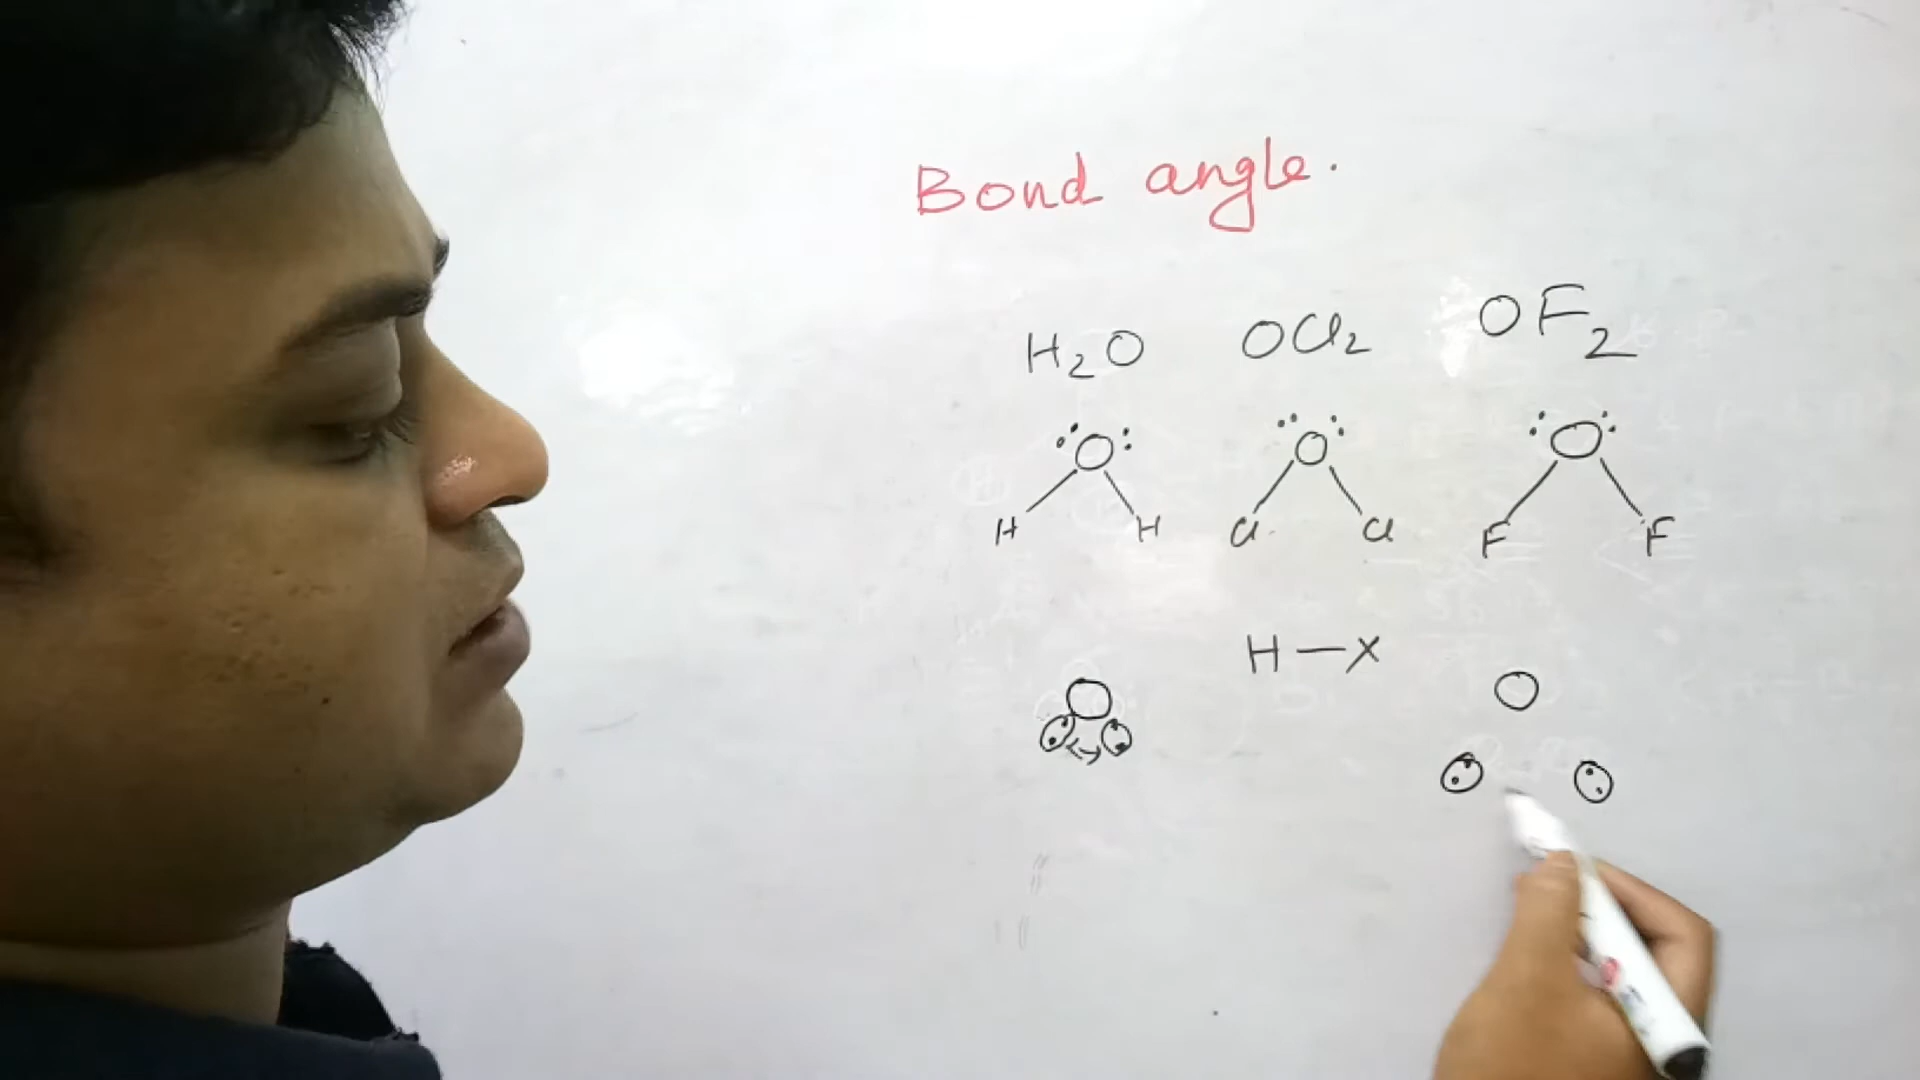 Bond angle.
H₂O OCl₂ OF₂
O O O
H H Cl Cl F F
H — X